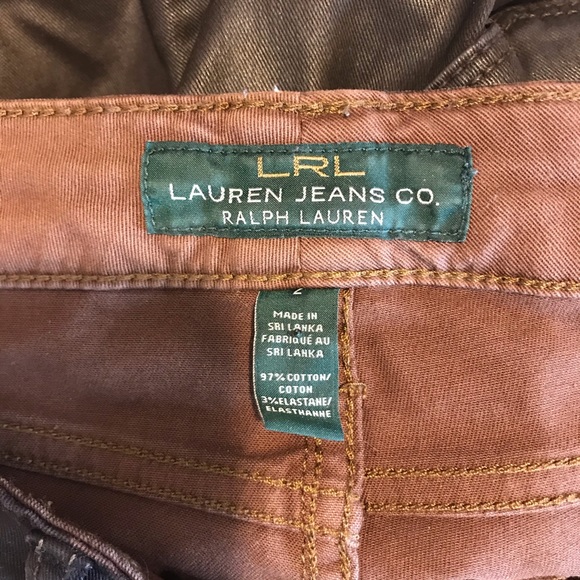 LRL
LAUREN JEANS CO.
RALPH LAUREN
2
MADE IN
SRI LANKA
FABRIQUÉ AU
SRI LANKA
97% COTTON/
COTON
3% ELASTANE/
ELASTHANNE